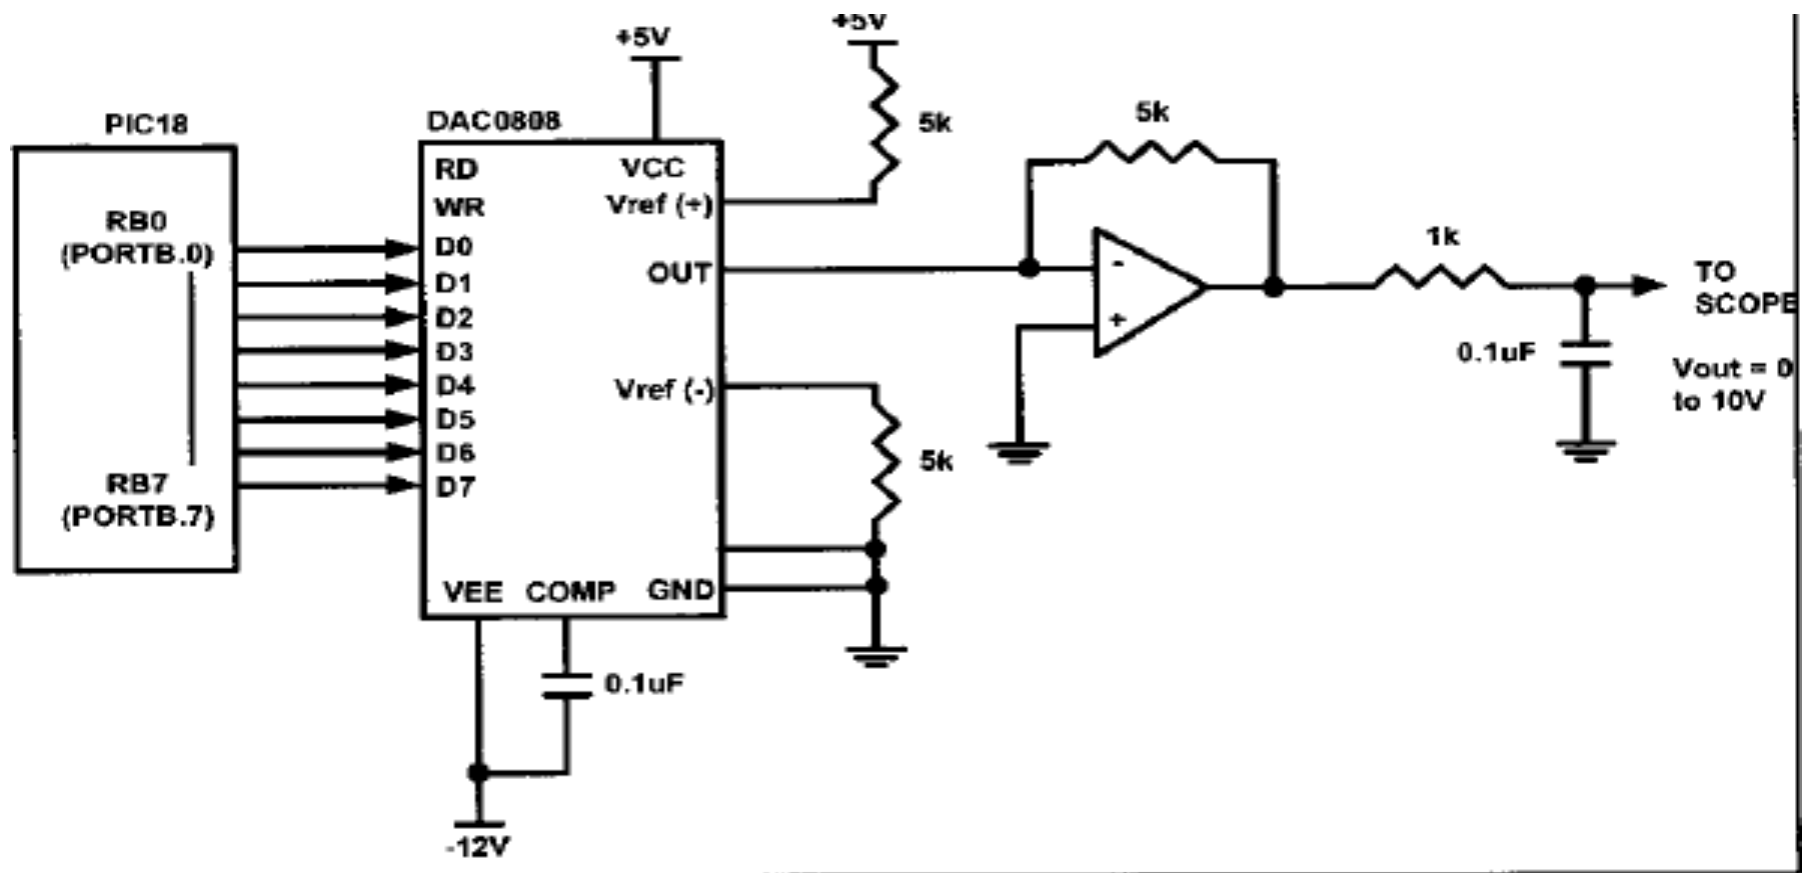 +5V
+5V
PIC18
DAC0808
5k
5k
RD
VCC
WR
Vref (+)
RB0
(PORTB.0)
D0
D1
D2
D3
D4
D5
D6
D7
OUT
-
+
1k
TO
SCOPE
0.1uF
Vout = 0
to 10V
Vref (-)
5k
RB7
(PORTB.7)
VEE
COMP
GND
0.1uF
-12V